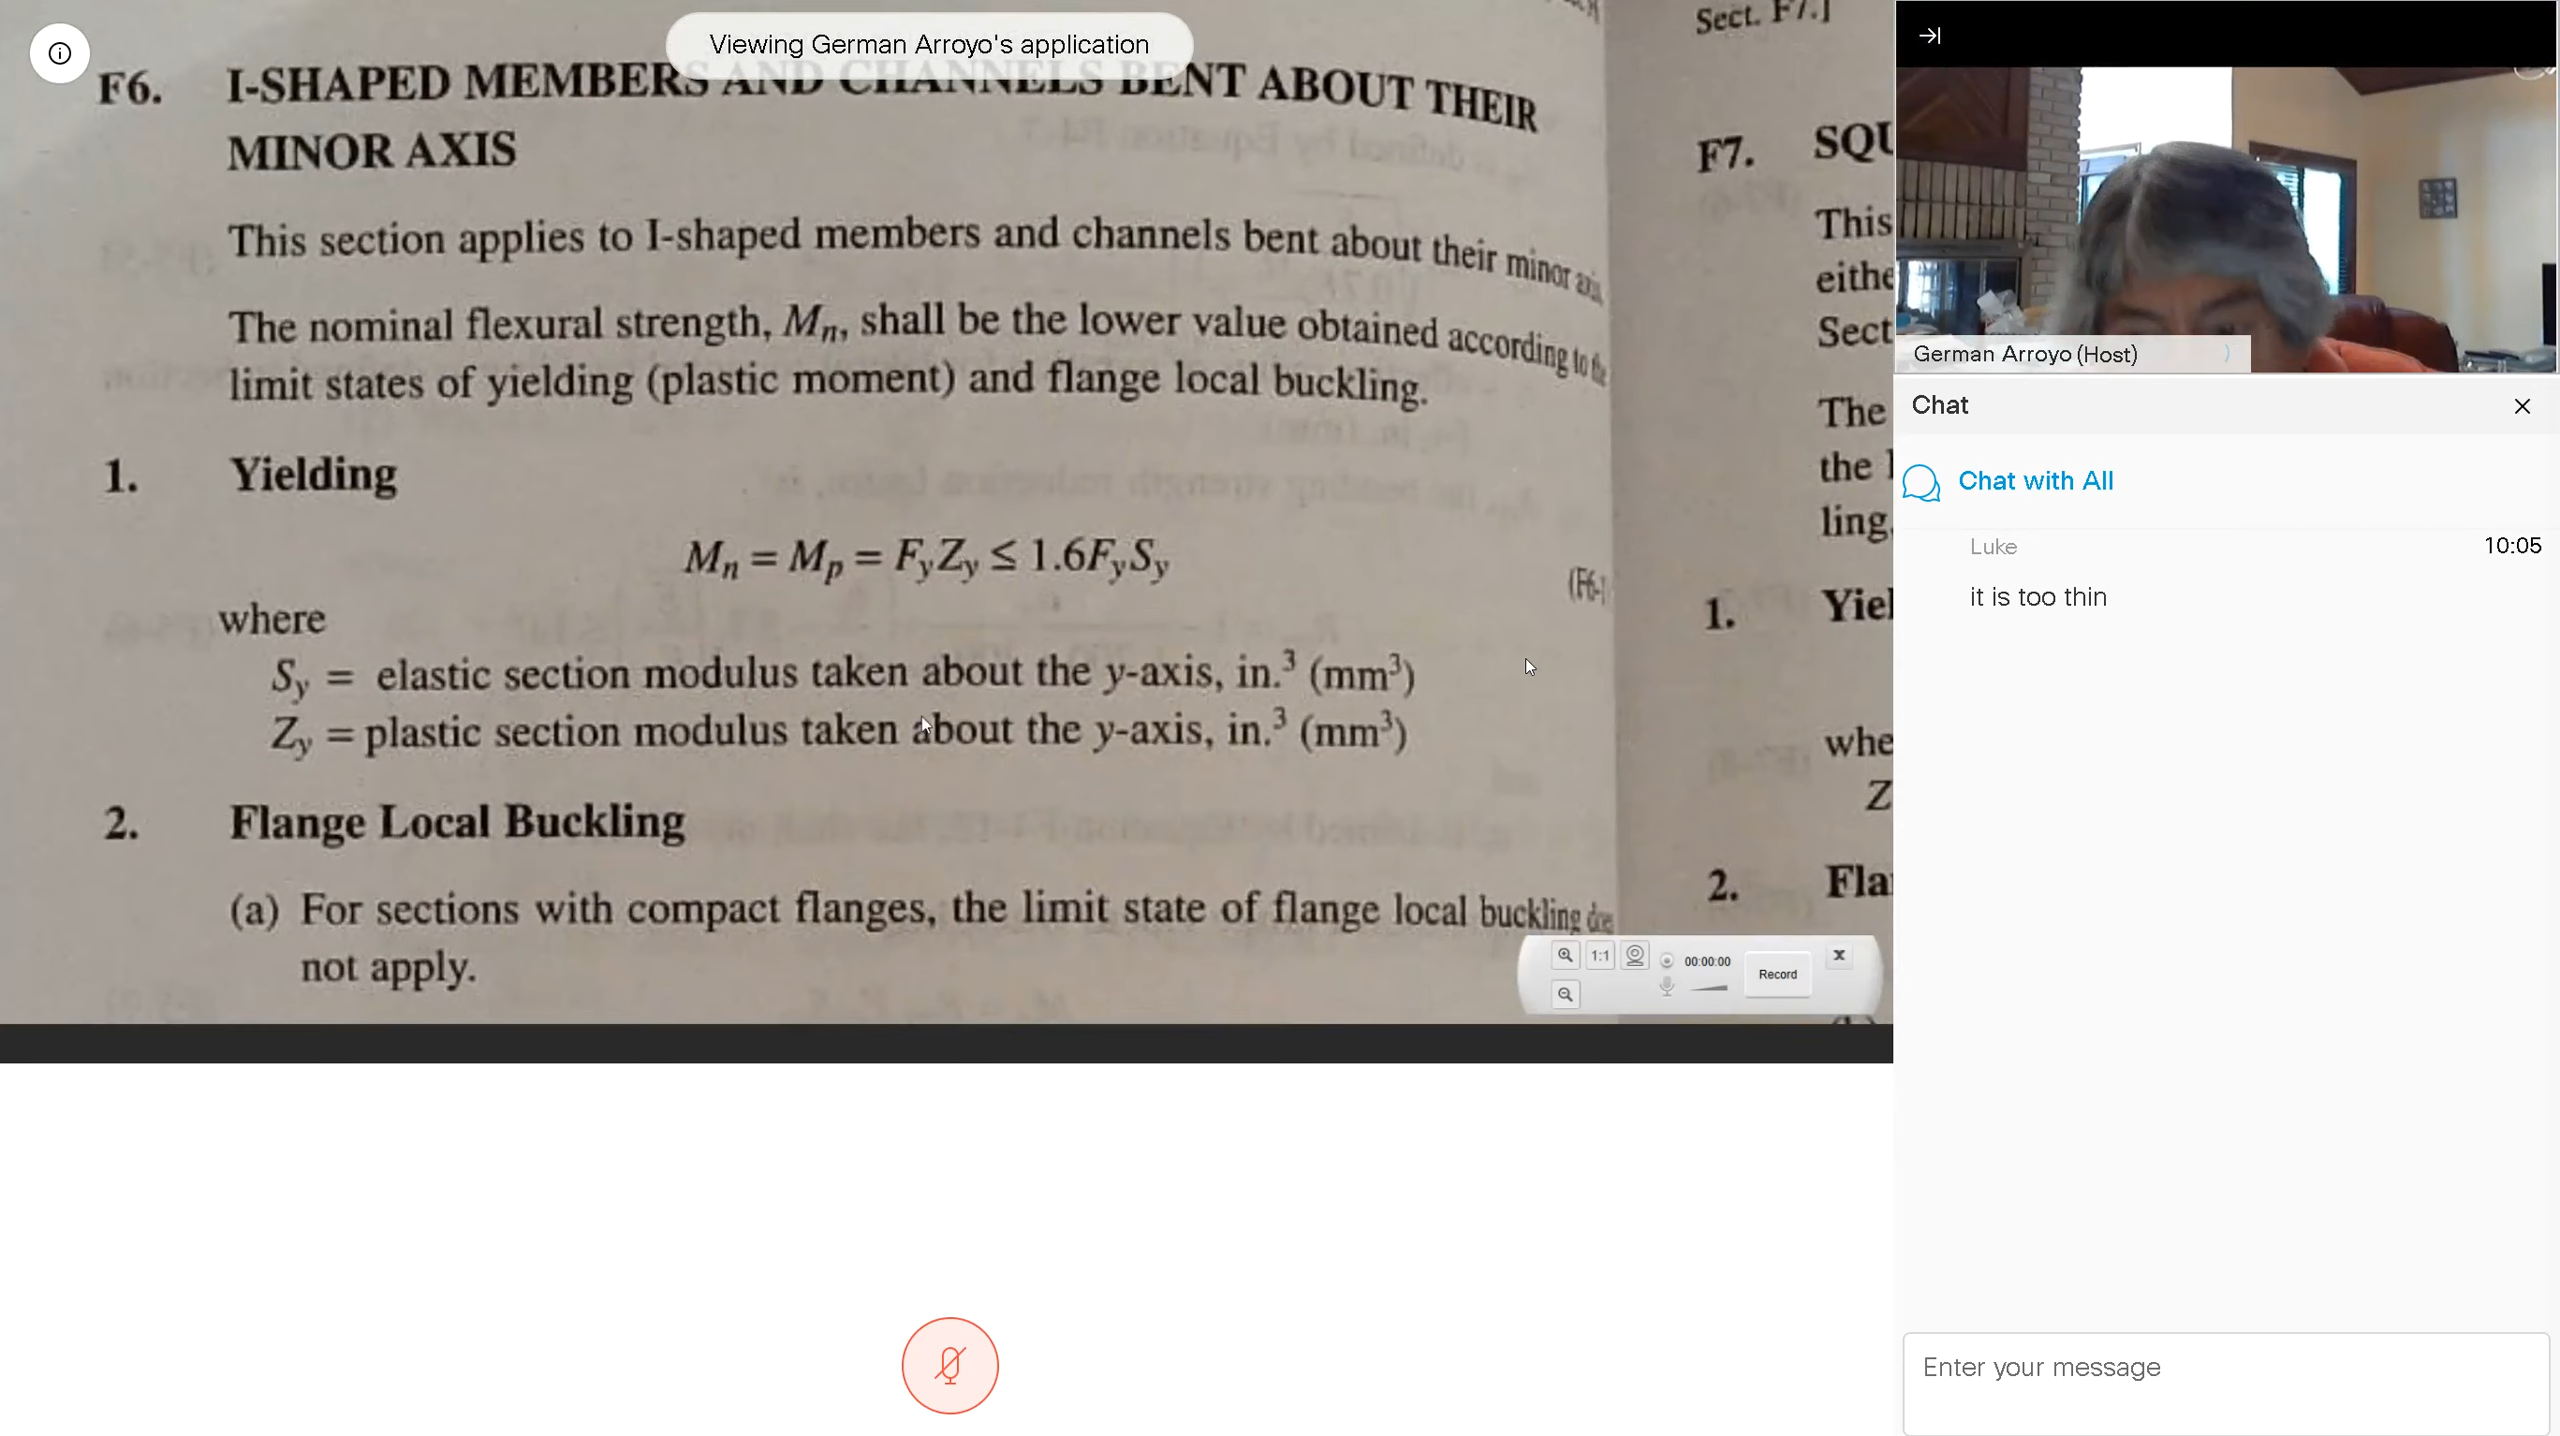 Viewing German Arroyo's application
F6. I-SHAPED MEMBERS AND CHANNELS BENT ABOUT THEIR
MINOR AXIS
This section applies to I-shaped members and channels bent about their minor axis.
The nominal flexural strength, Mn, shall be the lower value obtained according to the
limit states of yielding (plastic moment) and flange local buckling.
1. Yielding
Mn = Mp = FyZy ≤ 1.6FySy
(F6-
where
Sy = elastic section modulus taken about the y-axis, in.³ (mm³)
Zy = plastic section modulus taken about the y-axis, in.³ (mm³)
2. Flange Local Buckling
(a) For sections with compact flanges, the limit state of flange local buckling does
not apply.
Sect. F7.]
F7. SQU
This
eithe
Sect
The
the
ling.
1. Yiel
whe
Z
2. Fla
1:1
00:00:00
Record
x
German Arroyo (Host)
Chat
Chat with All
Luke 10:05
it is too thin
Enter your message